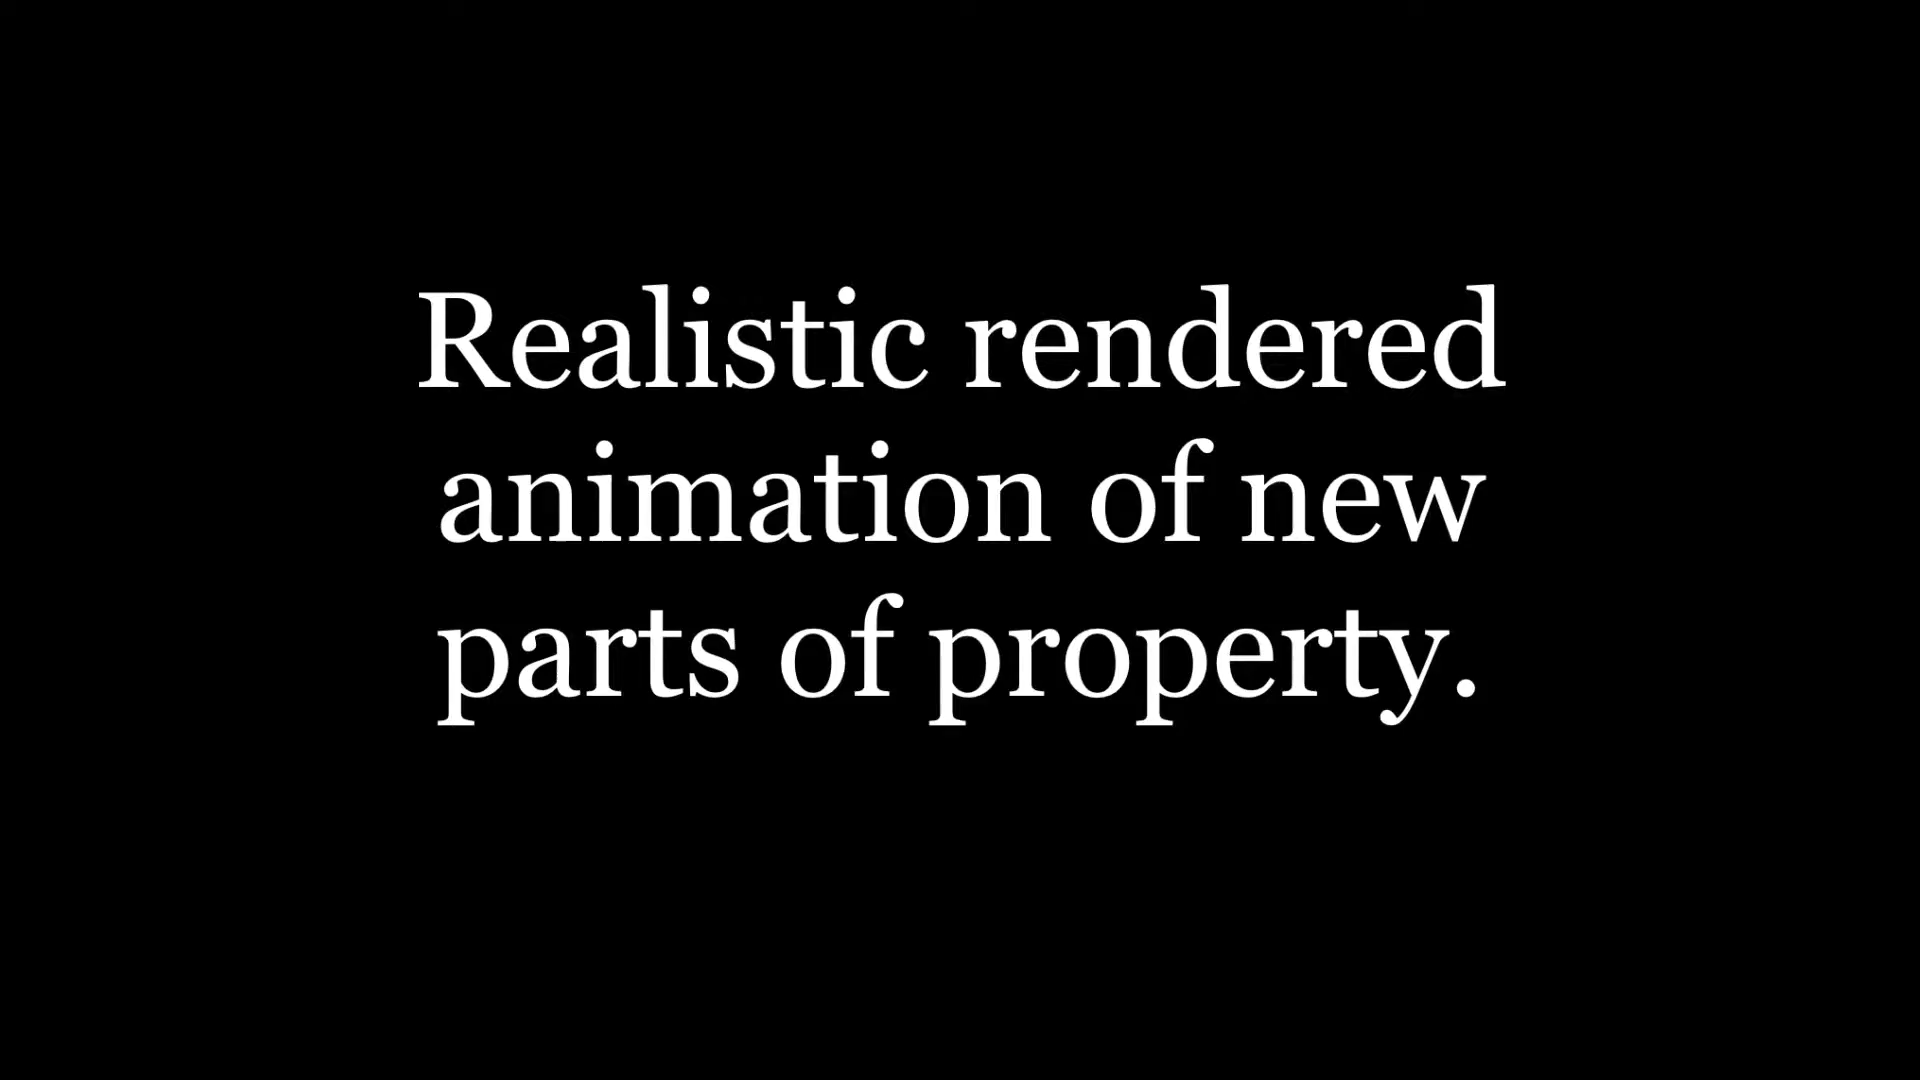 Realistic rendered
animation of new
parts of property.